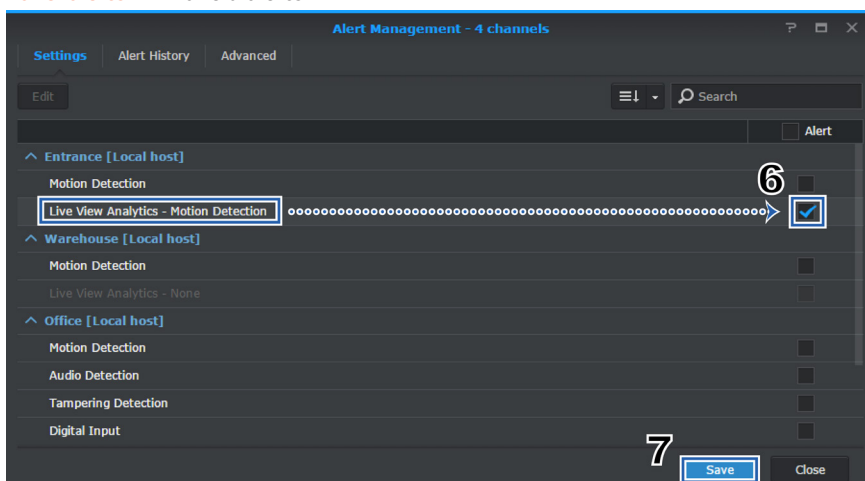 Alert Management - 4 channels
Settings Alert History Advanced
Edit Search
Alert
Entrance [Local host]
Motion Detection
6
Live View Analytics - Motion Detection
Warehouse [Local host]
Motion Detection
Live View Analytics - None
Office [Local host]
Motion Detection
Audio Detection
Tampering Detection
Digital Input
7
Save Close